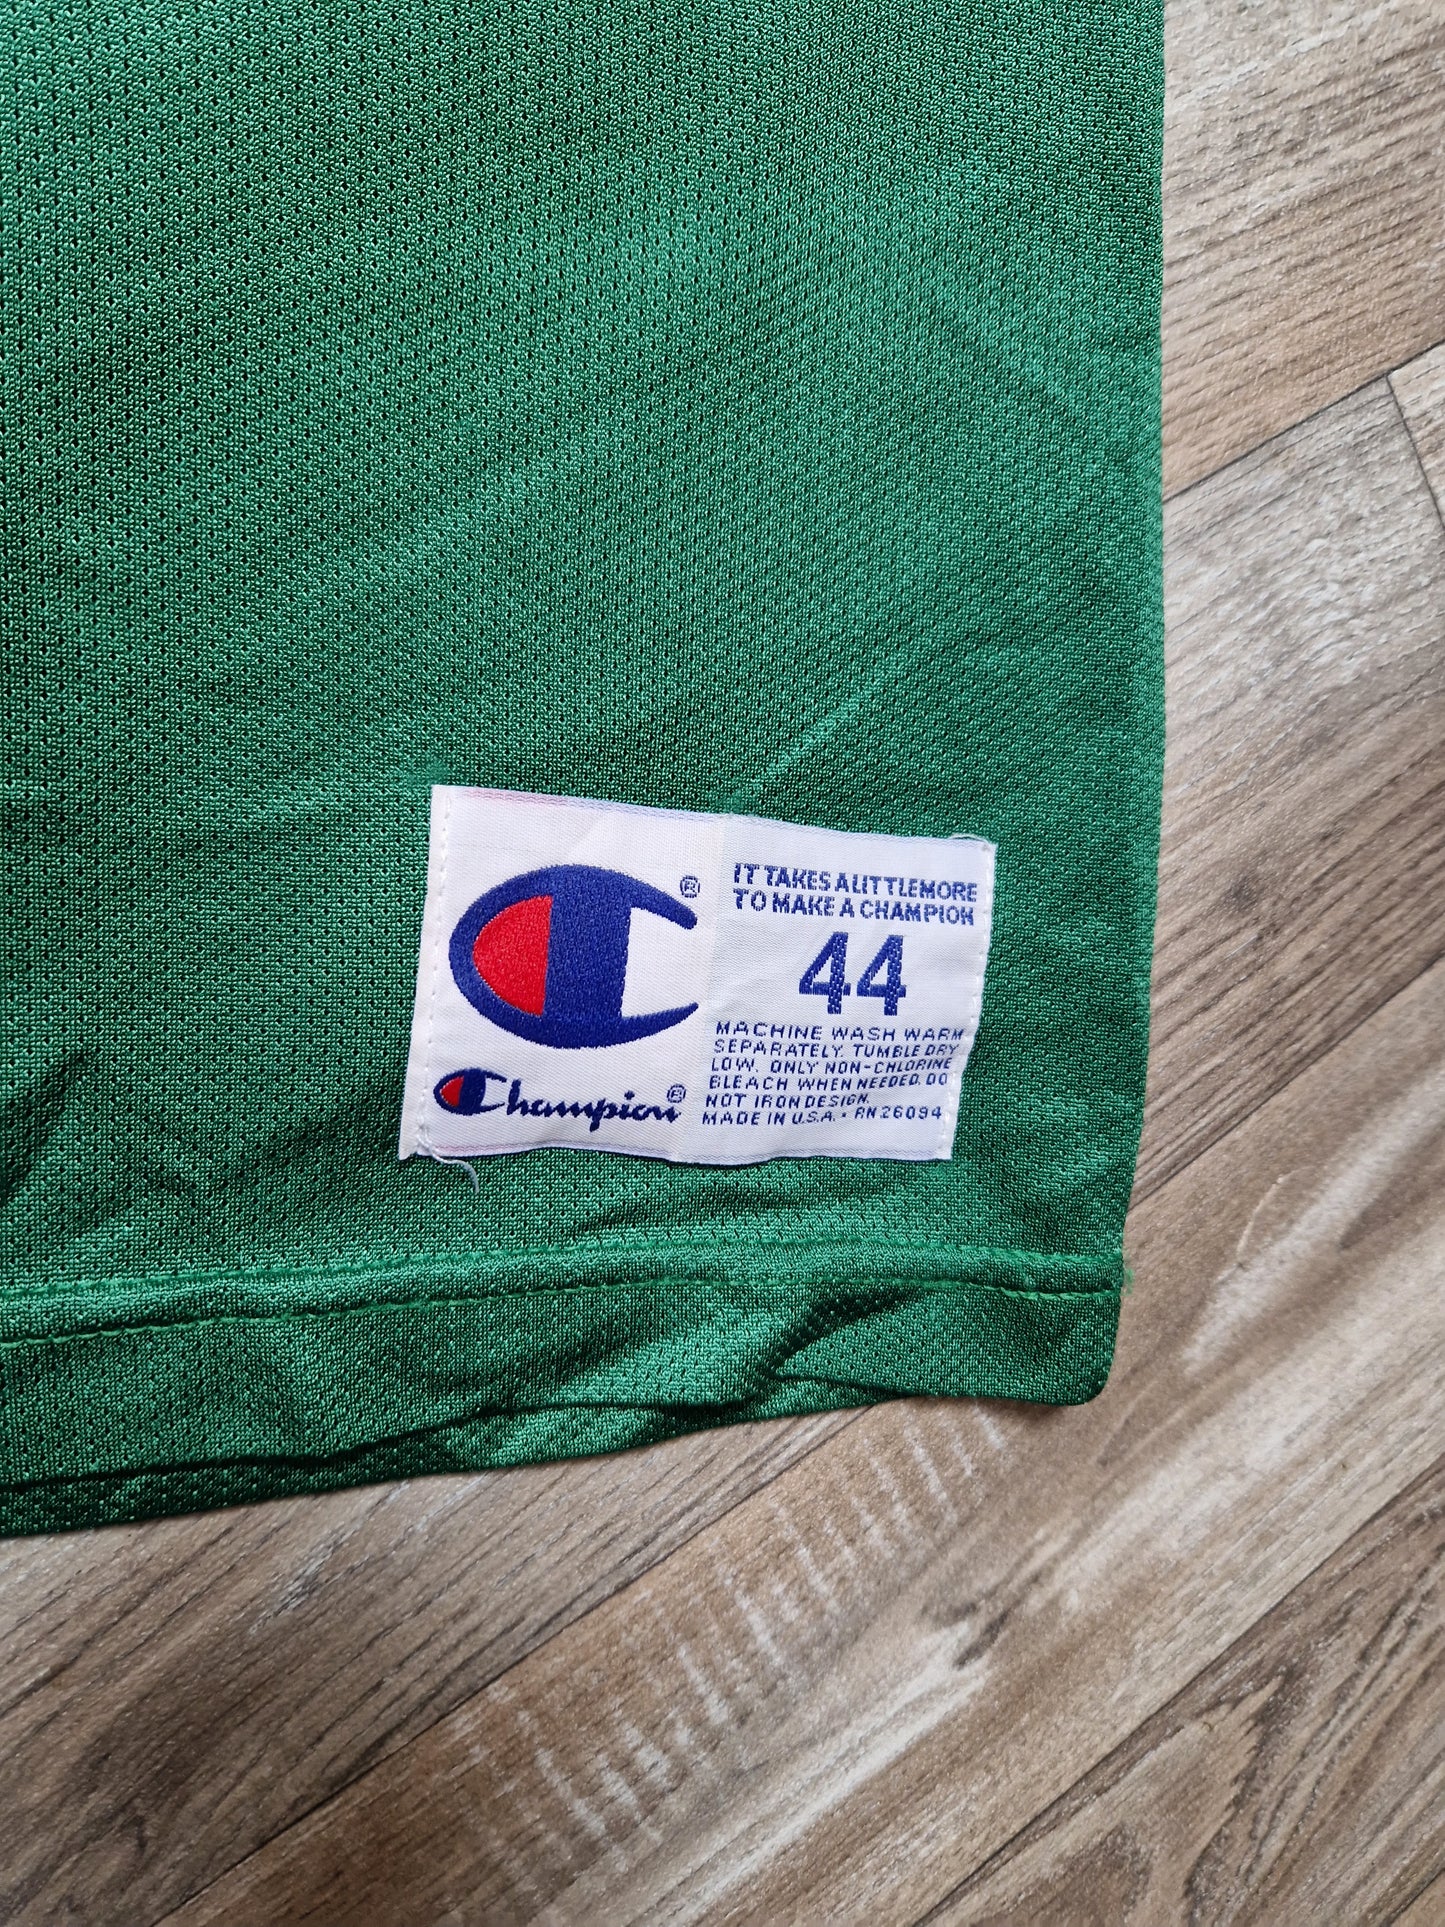 ®
Champion®
IT TAKES A LITTLE MORE
TO MAKE A CHAMPION
44
MACHINE WASH WARM
SEPARATELY. TUMBLE DRY
LOW. ONLY NON-CHLORINE
BLEACH WHEN NEEDED. DO
NOT IRON DESIGN.
MADE IN U.S.A. • RN 26094